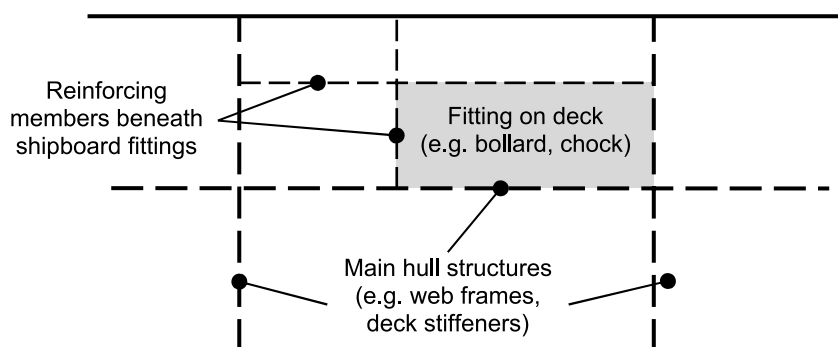 Reinforcing
members beneath
shipboard fittings
Fitting on deck
(e.g. bollard, chock)
Main hull structures
(e.g. web frames,
deck stiffeners)